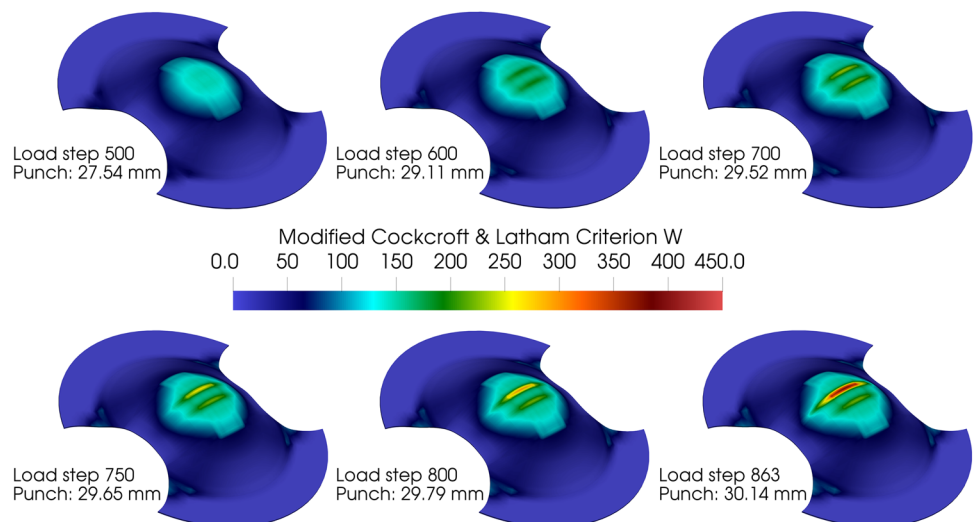 Load step 500
Punch: 27.54 mm
Load step 600
Punch: 29.11 mm
Load step 700
Punch: 29.52 mm
Modified Cockcroft & Latham Criterion W
0.0 50 100 150 200 250 300 350 400 450.0
Load step 750
Punch: 29.65 mm
Load step 800
Punch: 29.79 mm
Load step 863
Punch: 30.14 mm